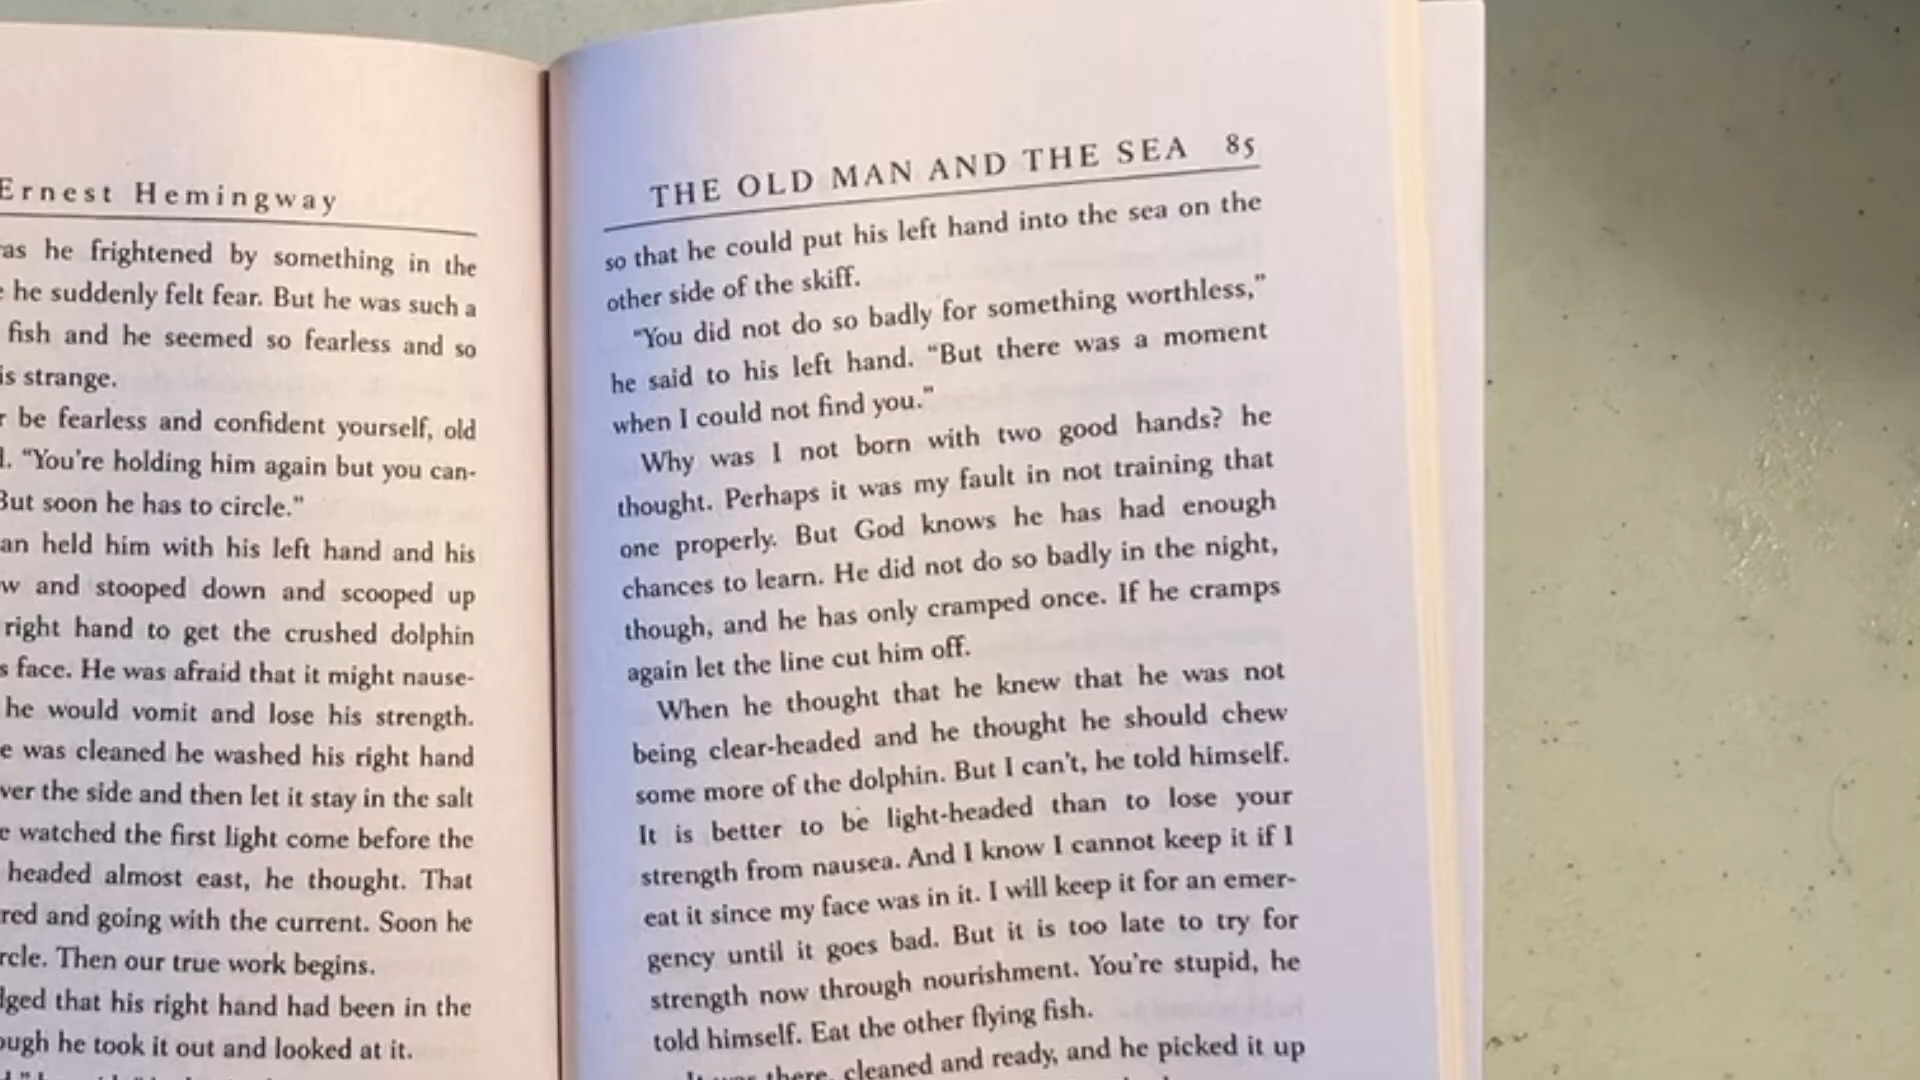 Ernest Hemingway
as he frightened by something in the
he suddenly felt fear. But he was such a
fish and he seemed so fearless and so
is strange.
be fearless and confident yourself, old
"You're holding him again but you can-
But soon he has to circle."
an held him with his left hand and his
w and stooped down and scooped up
right hand to get the crushed dolphin
s face. He was afraid that it might nause-
he would vomit and lose his strength.
e was cleaned he washed his right hand
ver the side and then let it stay in the salt
e watched the first light come before the
headed almost east, he thought. That
red and going with the current. Soon he
rcle. Then our true work begins.
dged that his right hand had been in the
ough he took it out and looked at it.
THE OLD MAN AND THE SEA 85
so that he could put his left hand into the sea on the
other side of the skiff.
"You did not do so badly for something worthless,"
he said to his left hand. "But there was a moment
when I could not find you."
Why was I not born with two good hands? he
thought. Perhaps it was my fault in not training that
one properly. But God knows he has had enough
chances to learn. He did not do so badly in the night,
though, and he has only cramped once. If he cramps
again let the line cut him off.
When he thought that he knew that he was not
being clear-headed and he thought he should chew
some more of the dolphin. But I can't, he told himself.
It is better to be light-headed than to lose your
strength from nausea. And I know I cannot keep it if I
eat it since my face was in it. I will keep it for an emer-
gency until it goes bad. But it is too late to try for
strength now through nourishment. You're stupid, he
told himself. Eat the other flying fish.
It was there, cleaned and ready, and he picked it up